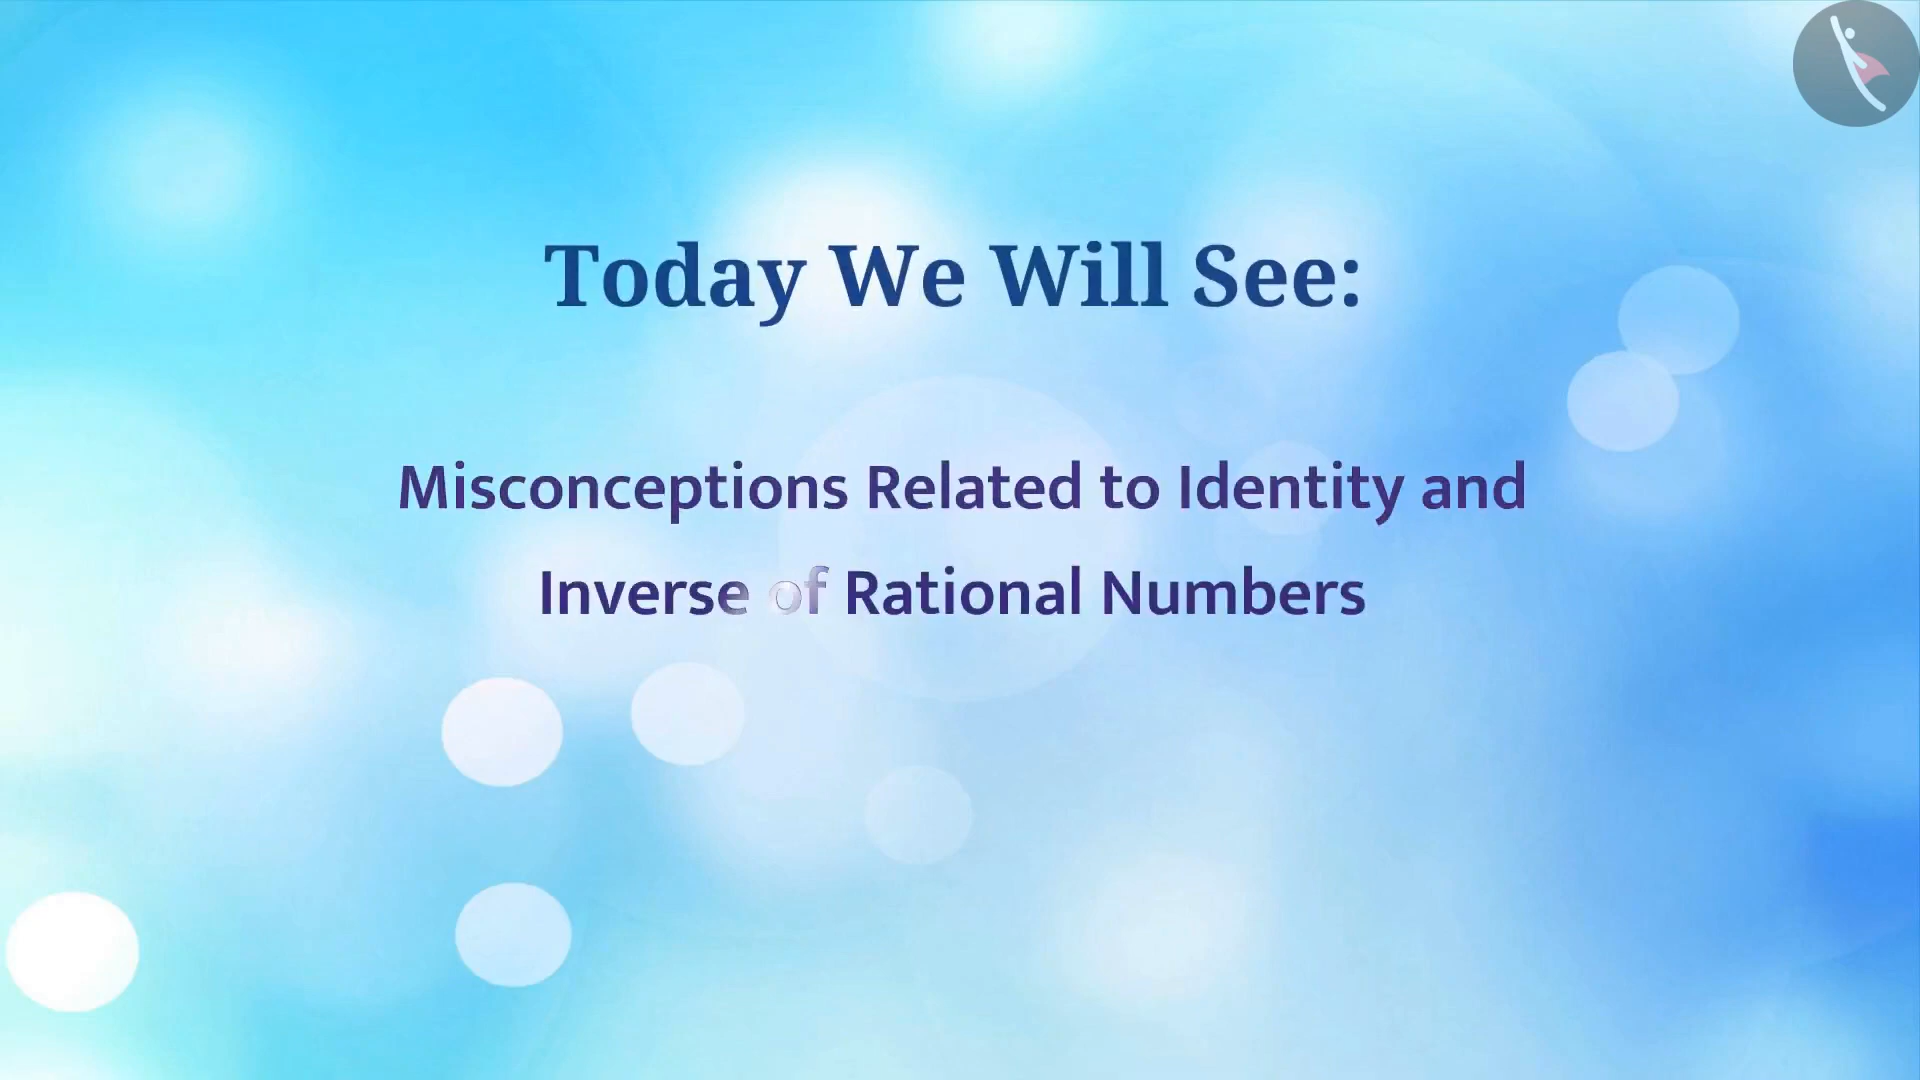 Today We Will See:
Misconceptions Related to Identity and
Inverse of Rational Numbers